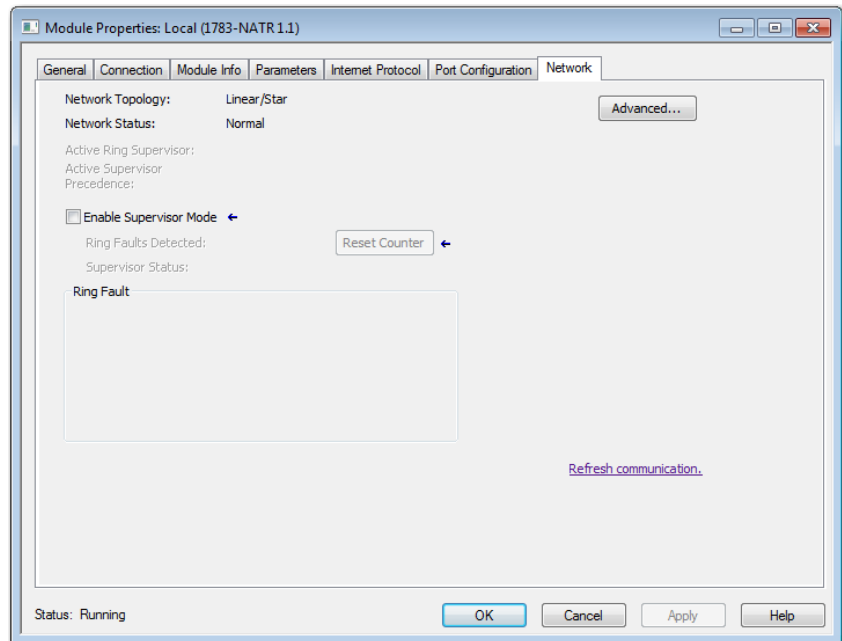 Module Properties: Local (1783-NATR 1.1)
General Connection Module Info Parameters Internet Protocol Port Configuration Network
Network Topology: Linear/Star Advanced...
Network Status: Normal
Active Ring Supervisor:
Active Supervisor
Precedence:
Enable Supervisor Mode
Ring Faults Detected: Reset Counter
Supervisor Status:
Ring Fault
Refresh communication.
Status: Running OK Cancel Apply Help